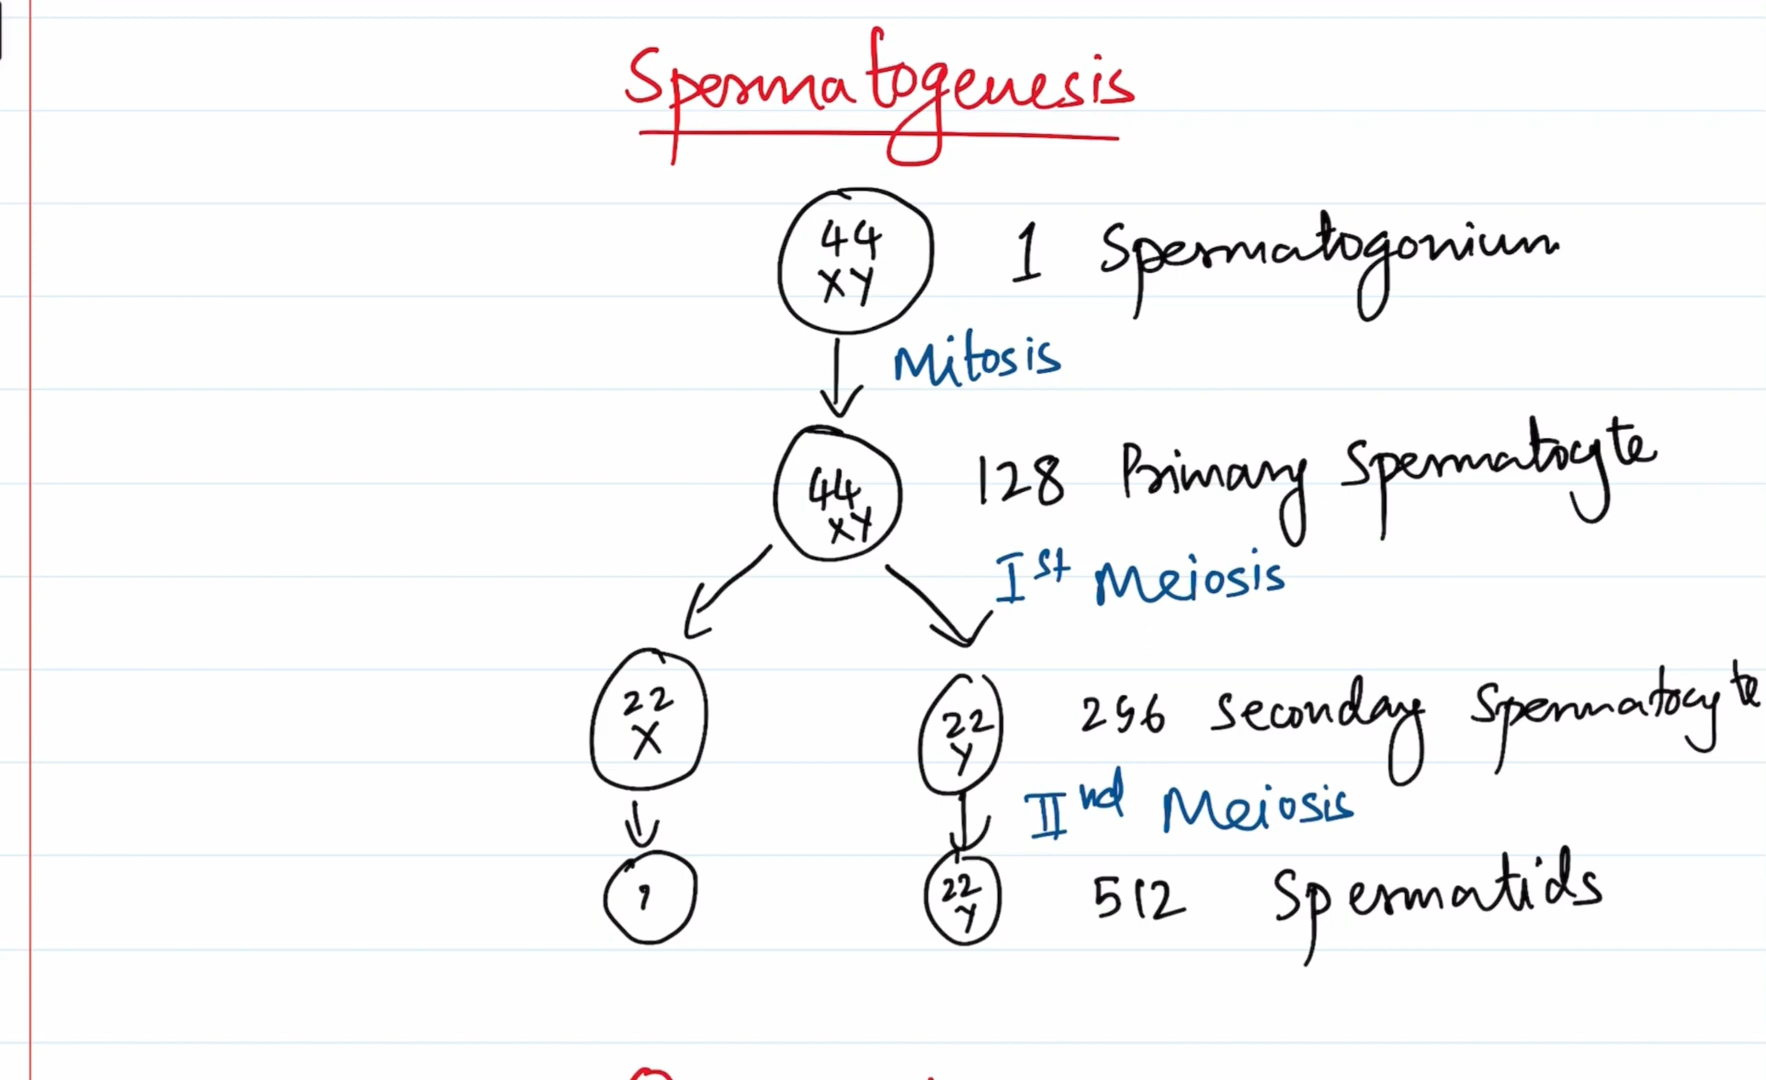 Spermatogenesis
44
XY
1 Spermatogonium
Mitosis
44
XY
128 Primary Spermatocyte
Ist Meiosis
22
X
22
Y
256 Seconday Spermatocyte
IInd Meiosis
22
Y
512 Spermatids